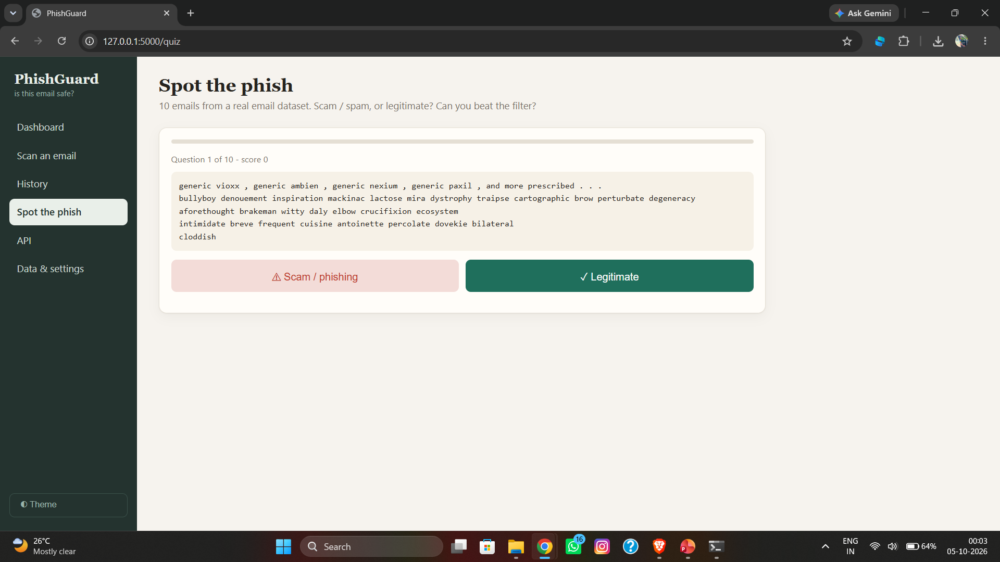 PhishGuard
Ask Gemini
127.0.0.1:5000/quiz
PhishGuard
is this email safe?
Dashboard
Scan an email
History
Spot the phish
API
Data & settings
◐ Theme
Spot the phish
10 emails from a real email dataset. Scam / spam, or legitimate? Can you beat the filter?
Question 1 of 10 - score 0
generic vioxx , generic ambien , generic nexium , generic paxil , and more prescribed . . .
bullyboy denouement inspiration mackinac lactose mira dystrophy traipse cartographic brow perturbate degeneracy
aforethought brakeman witty daly elbow crucifixion ecosystem
intimidate breve frequent cuisine antoinette percolate dovekie bilateral
cloddish
⚠ Scam / phishing
✓ Legitimate
26°C
Mostly clear
Search
16
P
ENG
IN
64%
00:03
05-10-2026